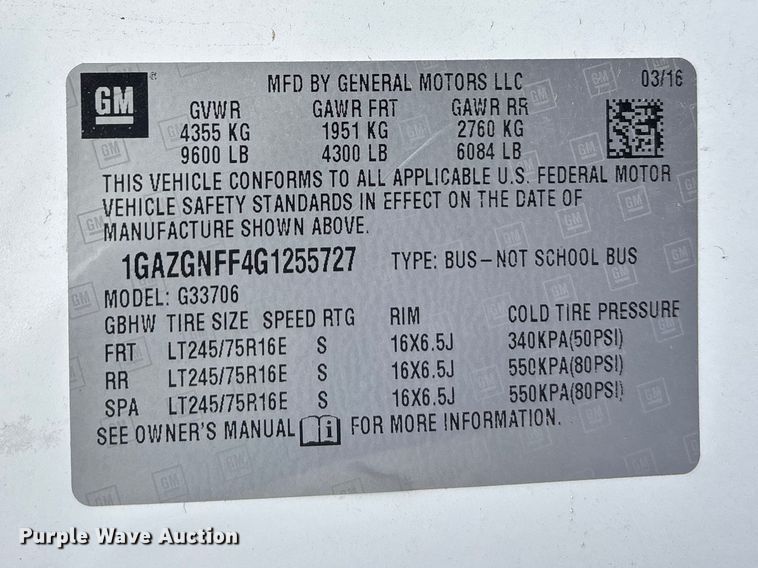 GM
MFD BY GENERAL MOTORS LLC 03/16
GVWR GAWR FRT GAWR RR
4355 KG 1951 KG 2760 KG
9600 LB 4300 LB 6084 LB
THIS VEHICLE CONFORMS TO ALL APPLICABLE U.S. FEDERAL MOTOR
VEHICLE SAFETY STANDARDS IN EFFECT ON THE DATE OF
MANUFACTURE SHOWN ABOVE.
1GAZGNFF4G1255727 TYPE: BUS-NOT SCHOOL BUS
MODEL: G33706
GBHW TIRE SIZE SPEED RTG RIM COLD TIRE PRESSURE
FRT LT245/75R16E S 16X6.5J 340KPA(50PSI)
RR LT245/75R16E S 16X6.5J 550KPA(80PSI)
SPA LT245/75R16E S 16X6.5J 550KPA(80PSI)
SEE OWNER'S MANUAL i FOR MORE INFORMATION.
Purple Wave Auction